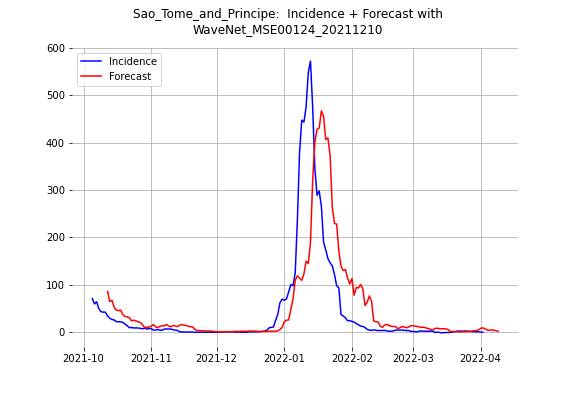 Sao_Tome_and_Principe:  Incidence + Forecast with
WaveNet_MSE00124_20211210
Incidence
Forecast
600
500
400
300
200
100
0
2021-10 2021-11 2021-12 2022-01 2022-02 2022-03 2022-04